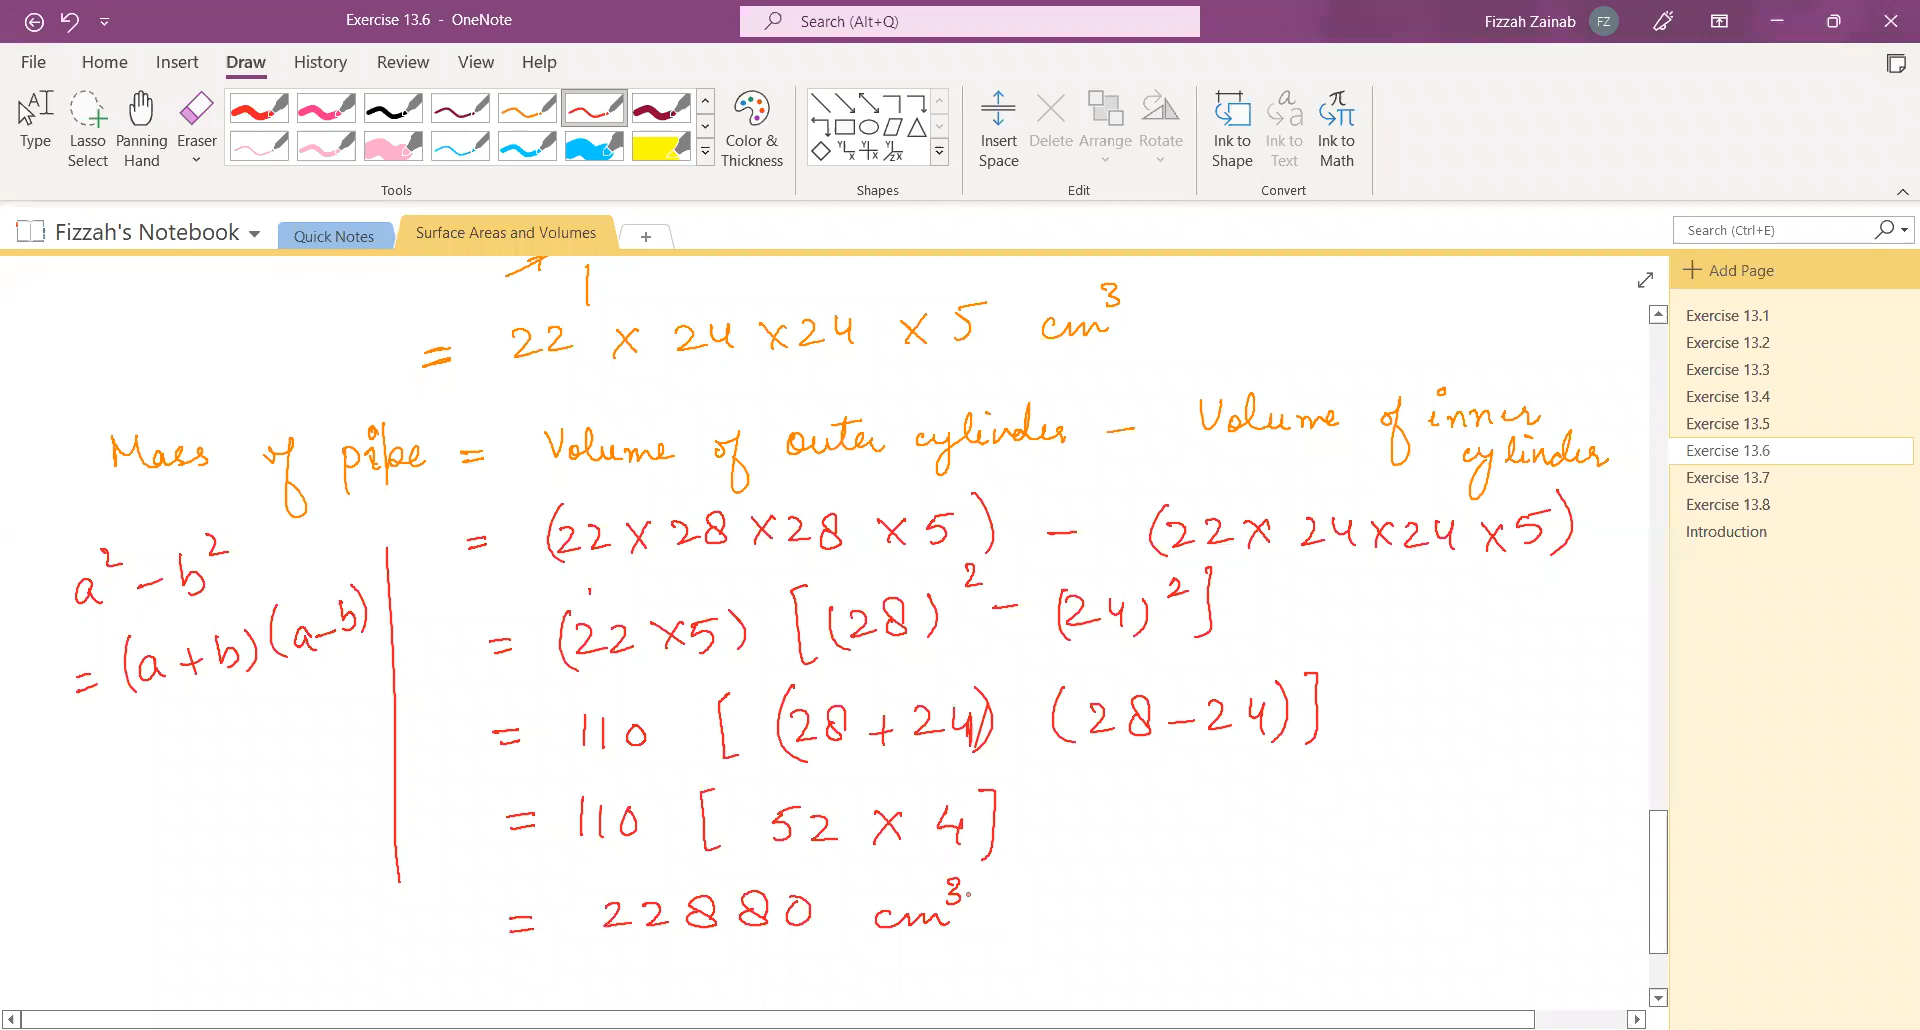 Exercise 13.6 - OneNote
Search (Alt+Q)
Fizzah Zainab FZ
File Home Insert Draw History Review View Help
Type
Lasso Select
Panning Hand
Eraser
Color & Thickness
Insert Space
Delete
Arrange
Rotate
Ink to Shape
Ink to Text
Ink to Math
Tools Shapes Edit Convert
Fizzah's Notebook Quick Notes Surface Areas and Volumes +
Search (Ctrl+E)
Add Page
Exercise 13.1
Exercise 13.2
Exercise 13.3
Exercise 13.4
Exercise 13.5
Exercise 13.6
Exercise 13.7
Exercise 13.8
Introduction
1
= 22 × 24 × 24 × 5 cm³
Mass of pipe = Volume of outer cylinder - Volume of inner cylinder
= (22 × 28 × 28 × 5) - (22 × 24 × 24 × 5)
a² - b²
= (a + b) (a - b)
= (22 × 5) [(28)² - (24)²]
= 110 [(28 + 24) (28 - 24)]
= 110 [52 × 4]
= 22880 cm³